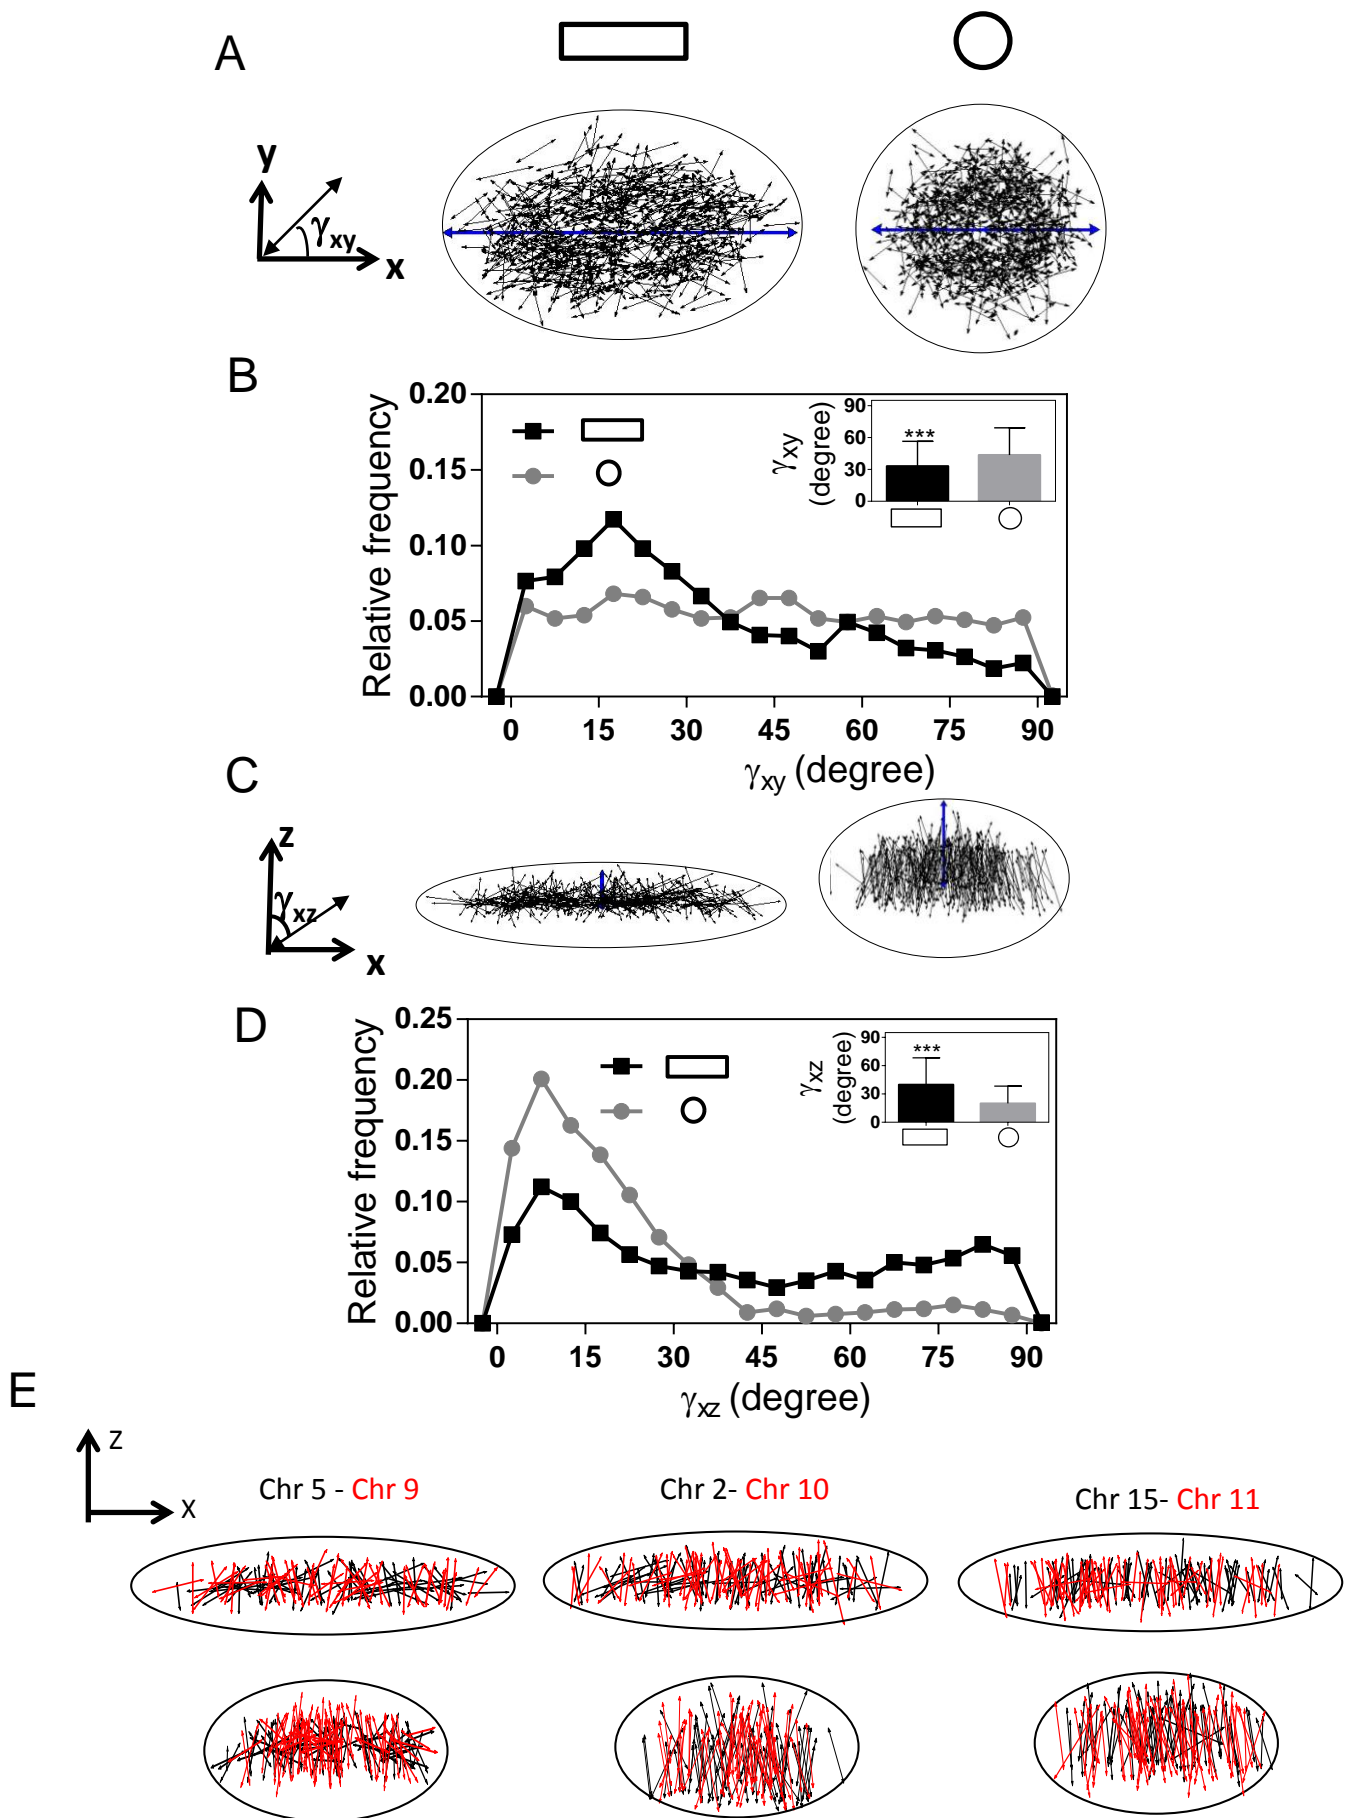 A
y
γxy
x
B
Relative frequency
0.20
0.15
0.10
0.05
0.00
0 15 30 45 60 75 90
γxy (degree)
γxy
(degree)
90
60
30
0
***
C
z
γxz
x
D
Relative frequency
0.25
0.20
0.15
0.10
0.05
0.00
0 15 30 45 60 75 90
γxz (degree)
γxz
(degree)
90
60
30
0
***
E
Z
X
Chr 5 - Chr 9
Chr 2- Chr 10
Chr 15- Chr 11